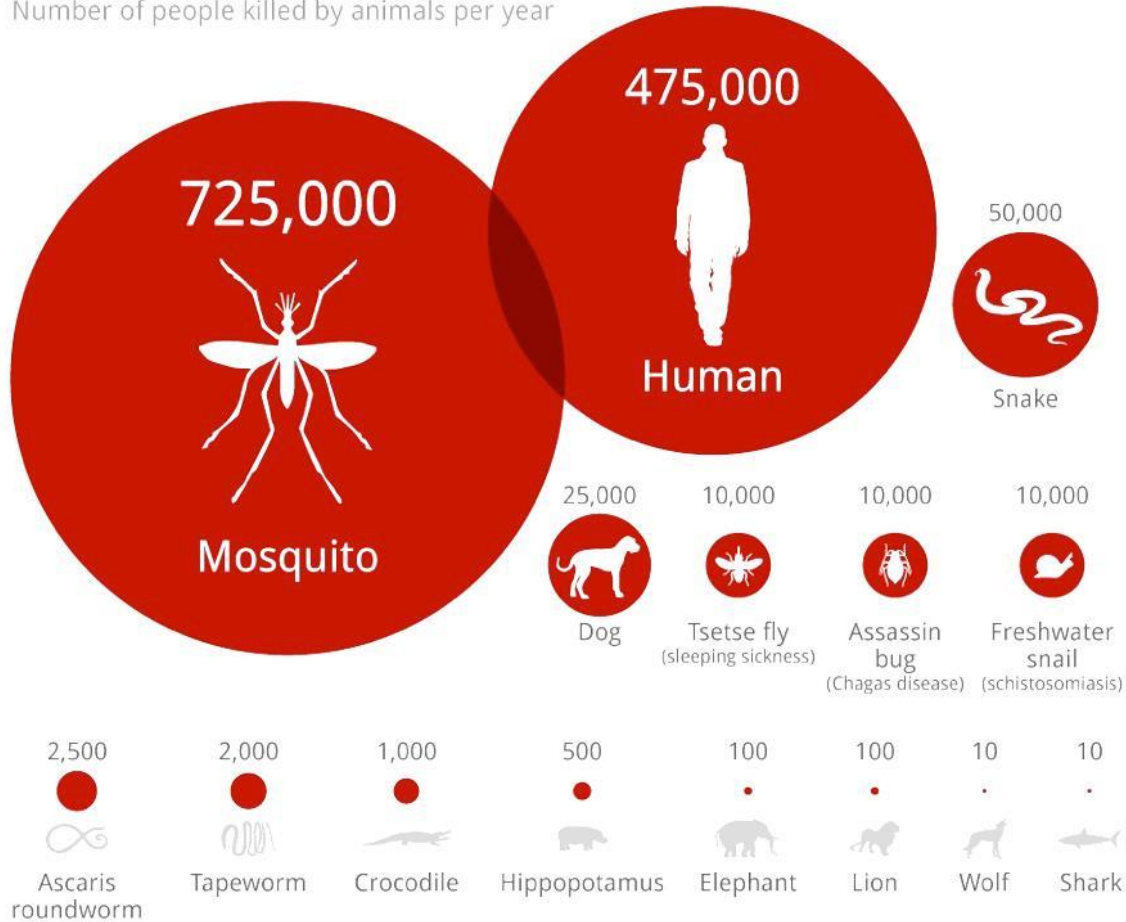 Number of people killed by animals per year
475,000
Human
725,000
Mosquito
50,000
Snake
25,000
Dog
10,000
Tsetse fly
(sleeping sickness)
10,000
Assassin
bug
(Chagas disease)
10,000
Freshwater
snail
(schistosomiasis)
2,500
Ascaris
roundworm
2,000
Tapeworm
1,000
Crocodile
500
Hippopotamus
100
Elephant
100
Lion
10
Wolf
10
Shark